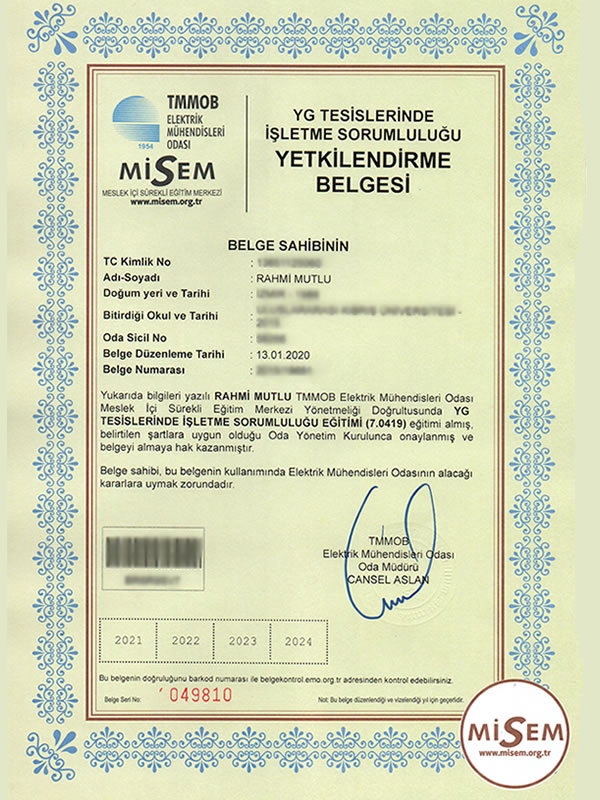 TMMOB
ELEKTRİK
MÜHENDİSLERİ
ODASI
1954
MİSEM
MESLEK İÇİ SÜREKLİ EĞİTİM MERKEZİ
www.misem.org.tr
YG TESİSLERİNDE
İŞLETME SORUMLULUĞU
YETKİLENDİRME
BELGESİ
BELGE SAHİBİNİN
TC Kimlik No :
Adı-Soyadı : RAHMİ MUTLU
Doğum yeri ve Tarihi :
Bitirdiği Okul ve Tarihi :
Oda Sicil No :
Belge Düzenleme Tarihi : 13.01.2020
Belge Numarası :
Yukarıda bilgileri yazılı RAHMİ MUTLU TMMOB Elektrik Mühendisleri Odası
Meslek İçi Sürekli Eğitim Merkezi Yönetmeliği Doğrultusunda YG
TESİSLERİNDE İŞLETME SORUMLULUĞU EĞİTİMİ (7.0419) eğitimi almış,
belirtilen şartlara uygun olduğu Oda Yönetim Kurulunca onaylanmış ve
belgeyi almaya hak kazanmıştır.
Belge sahibi, bu belgenin kullanımında Elektrik Mühendisleri Odasının alacağı
kararlara uymak zorundadır.
TMMOB
Elektrik Mühendisleri Odası
Oda Müdürü
CANSEL ASLAN
2021 2022 2023 2024
Bu belgenin doğruluğunu barkod numarası ile belgekontrol.emo.org.tr adresinden kontrol edebilirsiniz.
Belge Seri No: 049810 Not: Bu belge düzenlendiği ve vizelendiği yıl için geçerlidir.
MİSEM
www.misem.org.tr